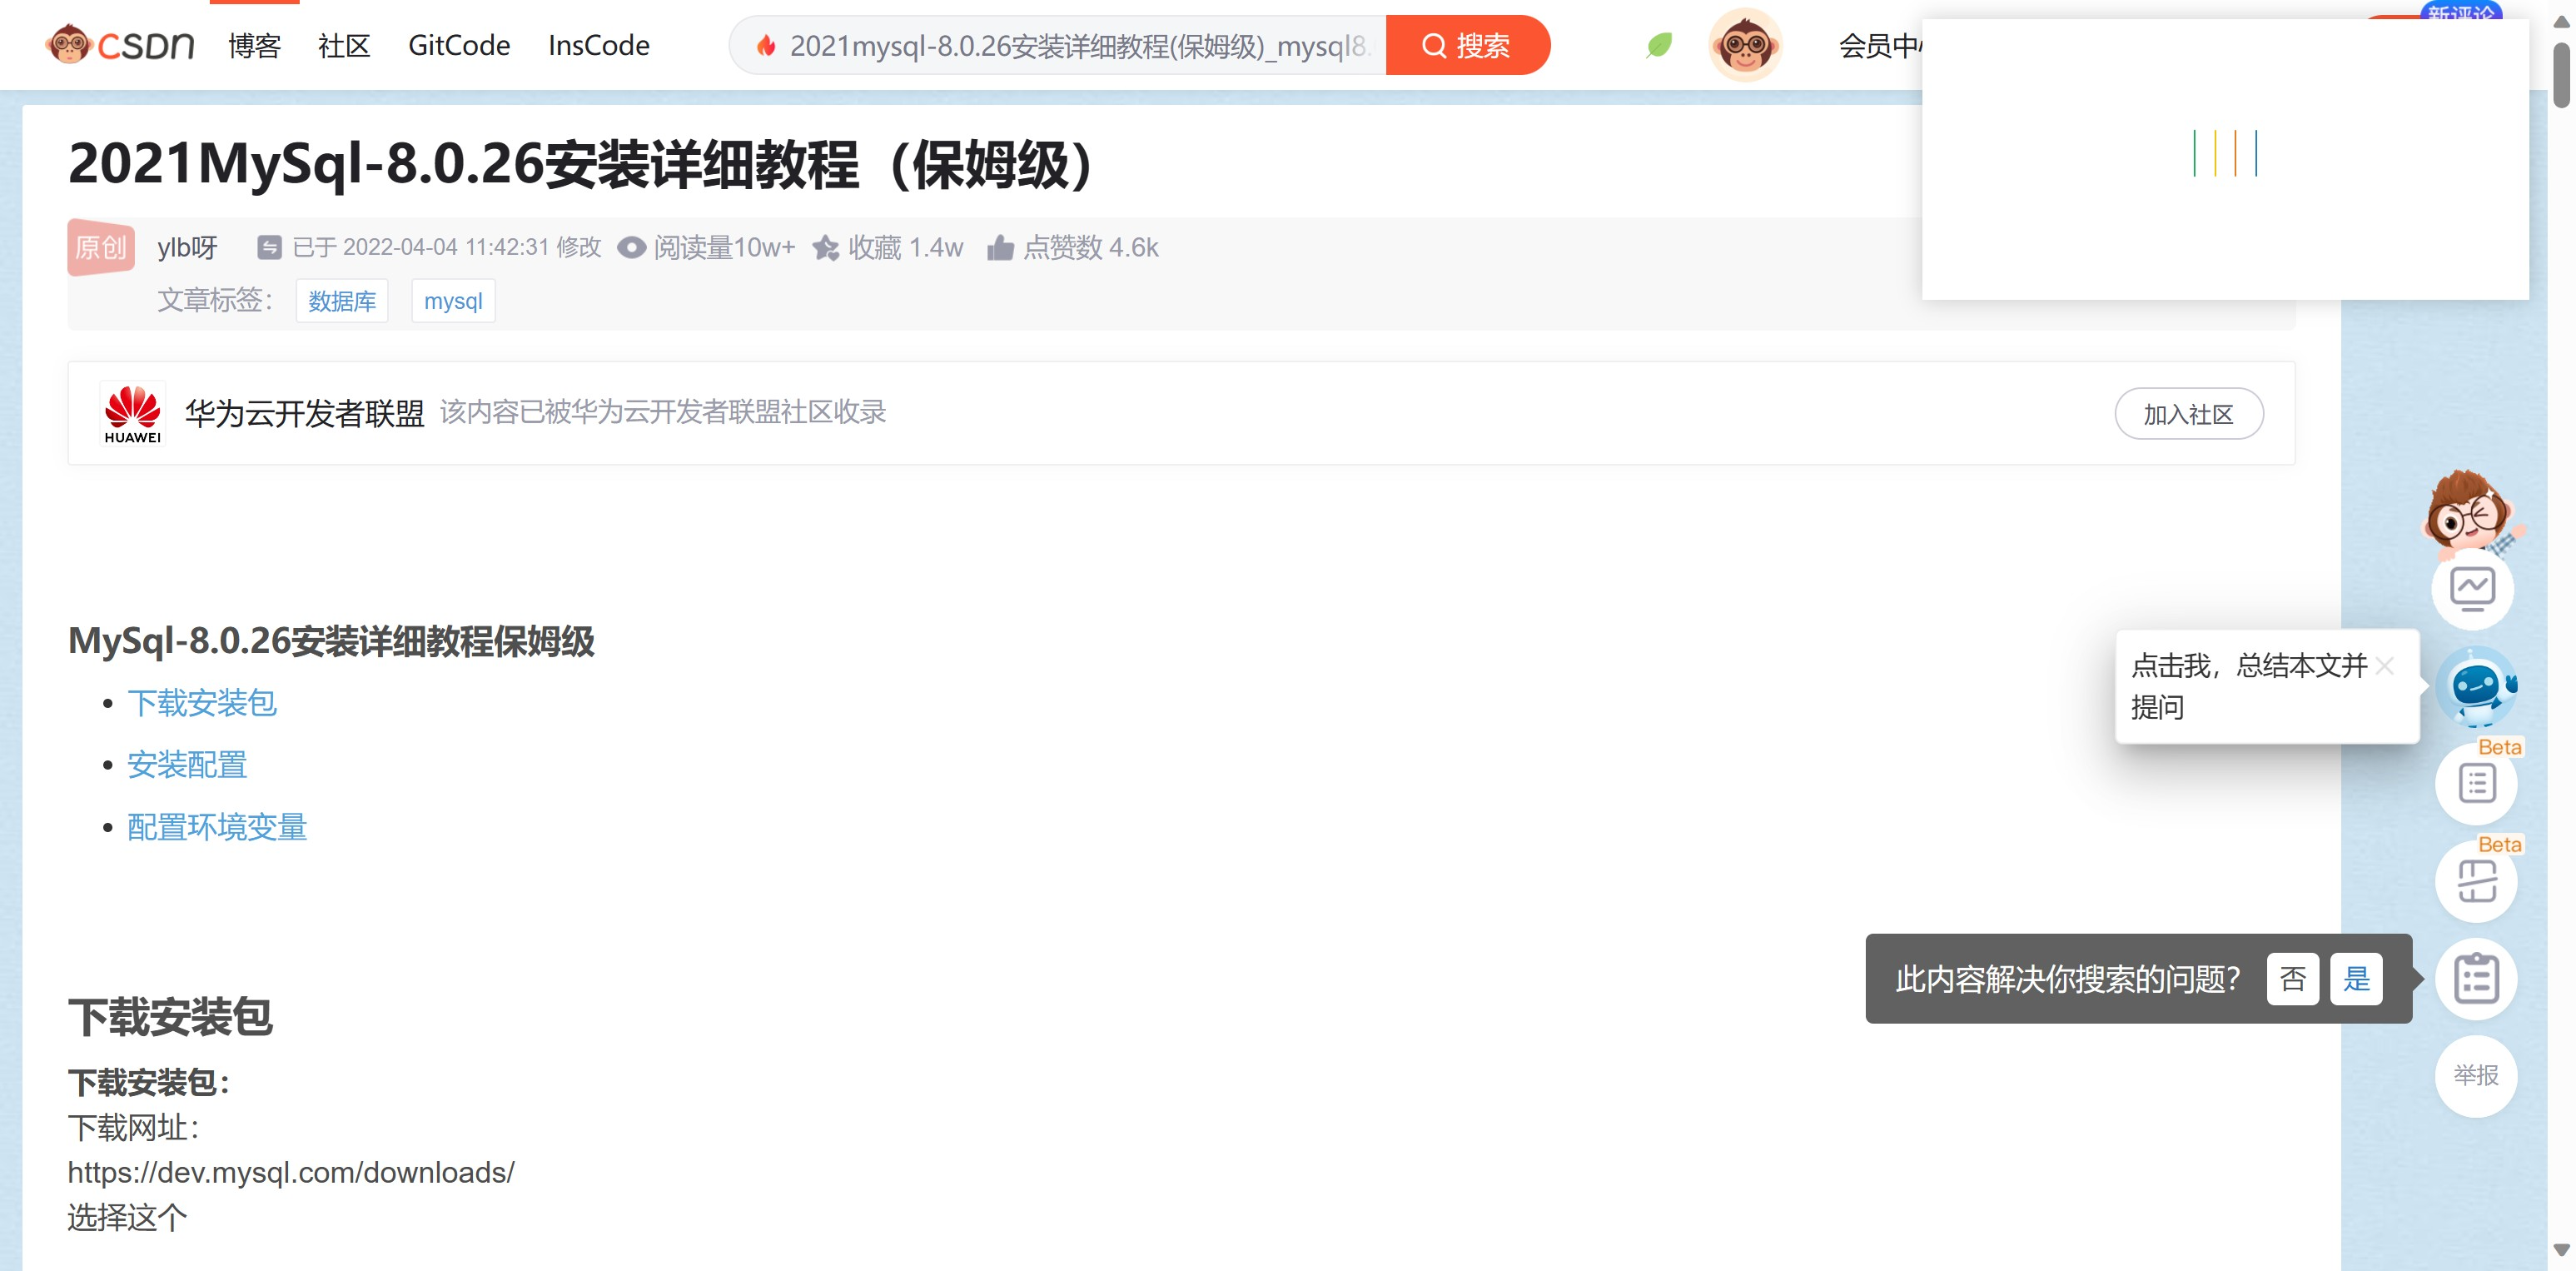 CSDN 博客 社区 GitCode InsCode 2021mysql-8.0.26安装详细教程(保姆级)_mysql8. 搜索 会员中
新评论
2021MySql-8.0.26安装详细教程（保姆级）
原创 ylb呀 已于 2022-04-04 11:42:31 修改 阅读量10w+ 收藏 1.4w 点赞数 4.6k
文章标签： 数据库 mysql
HUAWEI 华为云开发者联盟 该内容已被华为云开发者联盟社区收录 加入社区
MySql-8.0.26安装详细教程保姆级
下载安装包
安装配置
配置环境变量
点击我，总结本文并
提问
Beta
Beta
此内容解决你搜索的问题？ 否 是
举报
下载安装包
下载安装包：
下载网址：
https://dev.mysql.com/downloads/
选择这个